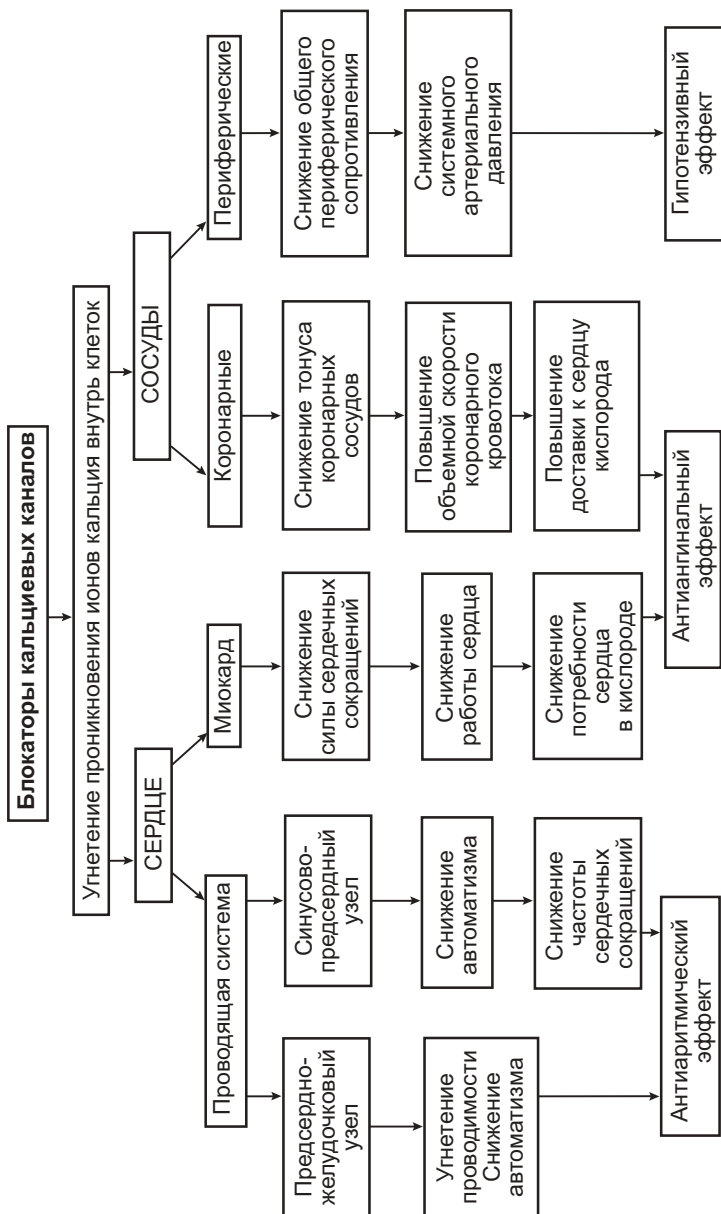 Блокаторы кальциевых каналов
Угнетение проникновения ионов кальция внутрь клеток
СЕРДЦЕ
СОСУДЫ
Проводящая система
Миокард
Коронарные
Периферические
Предсердно-
желудочковый
узел
Синусово-
предсердный
узел
Снижение
силы сердечных
сокращений
Снижение тонуса
коронарных
сосудов
Снижение общего
периферического
сопротивления
Угнетение
проводимости
Снижение
автоматизма
Снижение
автоматизма
Снижение
работы сердца
Повышение
объемной скорости
коронарного
кровотока
Снижение
системного
артериального
давления
Снижение
частоты
сердечных
сокращений
Снижение
потребности
сердца
в кислороде
Повышение
доставки к сердцу
кислорода
Антиаритмический
эффект
Антиангинальный
эффект
Гипотензивный
эффект